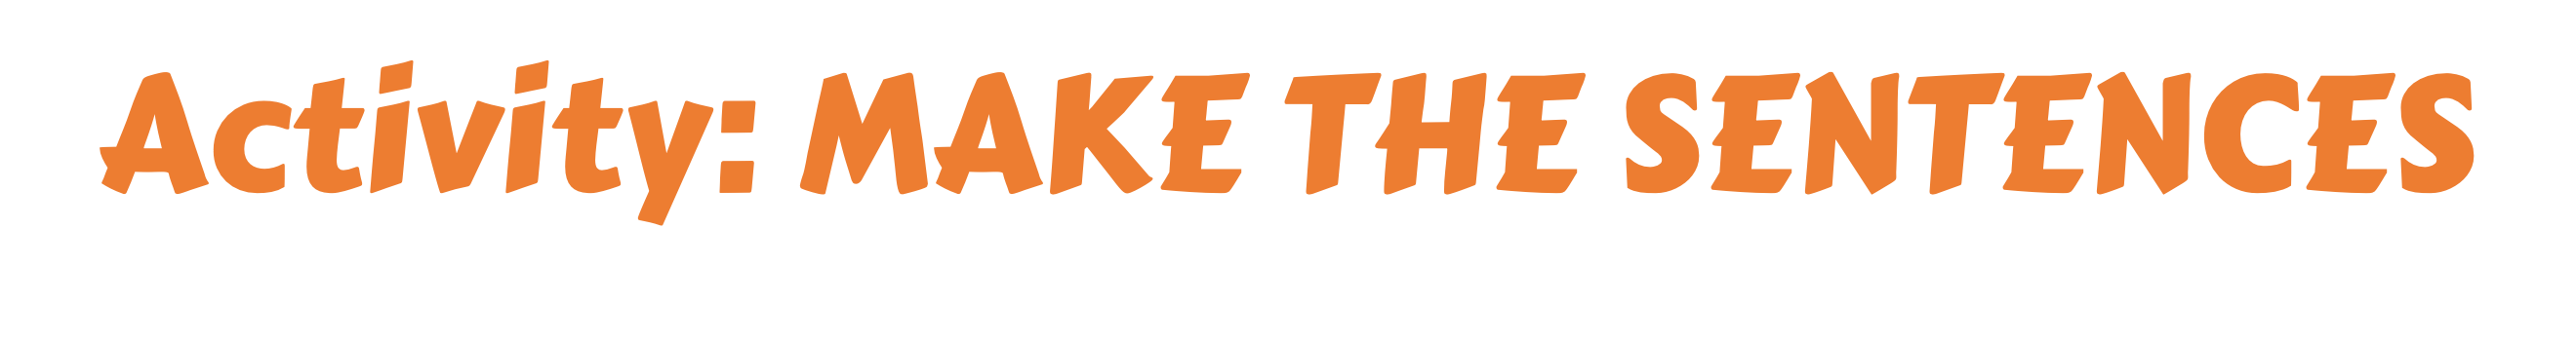 Activity: MAKE THE SENTENCES